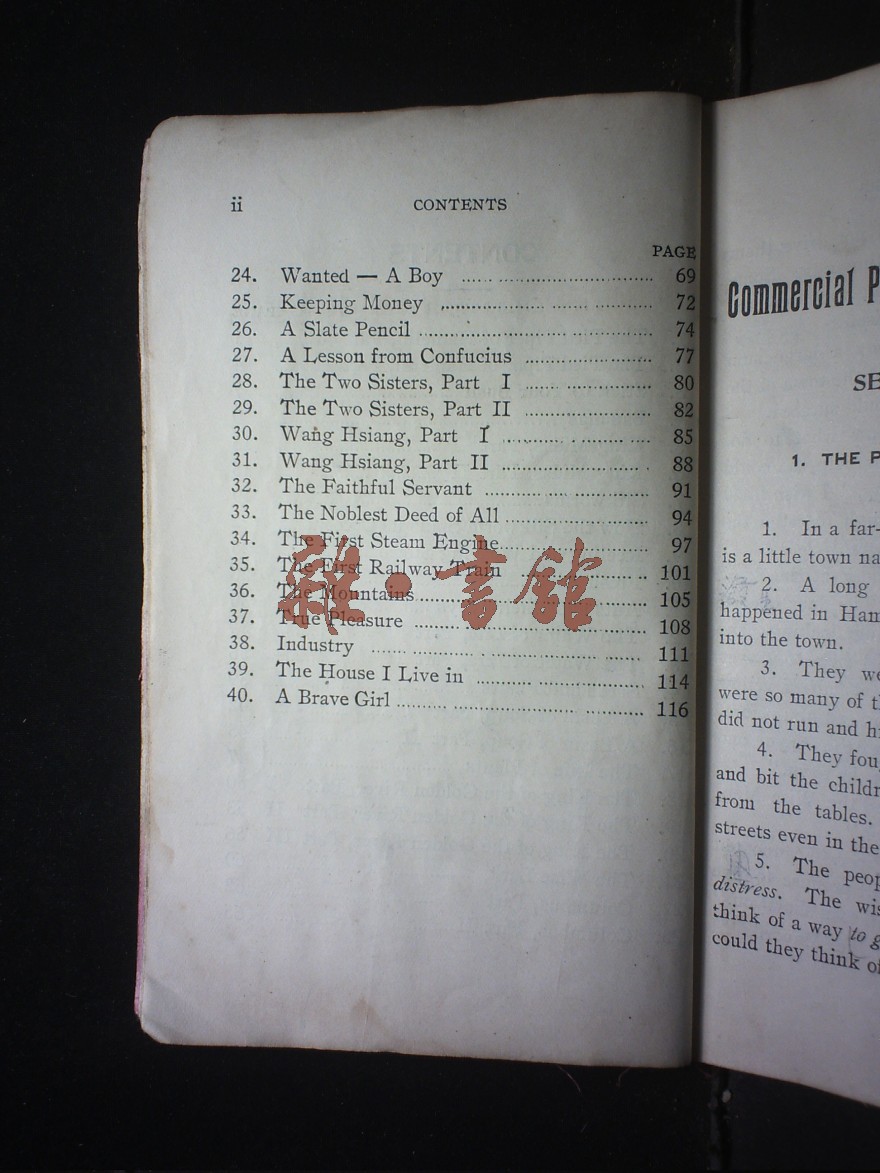 ii CONTENTS
PAGE
24. Wanted — A Boy ..... 69
25. Keeping Money ..... 72
26. A Slate Pencil ..... 74
27. A Lesson from Confucius ..... 77
28. The Two Sisters, Part I ..... 80
29. The Two Sisters, Part II ..... 82
30. Wang Hsiang, Part I ..... 85
31. Wang Hsiang, Part II ..... 88
32. The Faithful Servant ..... 91
33. The Noblest Deed of All ..... 94
34. The First Steam Engine ..... 97
35. The First Railway Train ..... 101
36. The Mountains ..... 105
37. True Pleasure ..... 108
38. Industry ..... 111
39. The House I Live in ..... 114
40. A Brave Girl ..... 116
雜·書館
Commercial P
SE
1. THE P
1. In a far-
is a little town na
2. A long
happened in Ham
into the town.
3. They we
were so many of t
did not run and hi
4. They fou
and bit the childr
from the tables.
streets even in the
5. The peop
distress. The wis
think of a way to g
could they think of